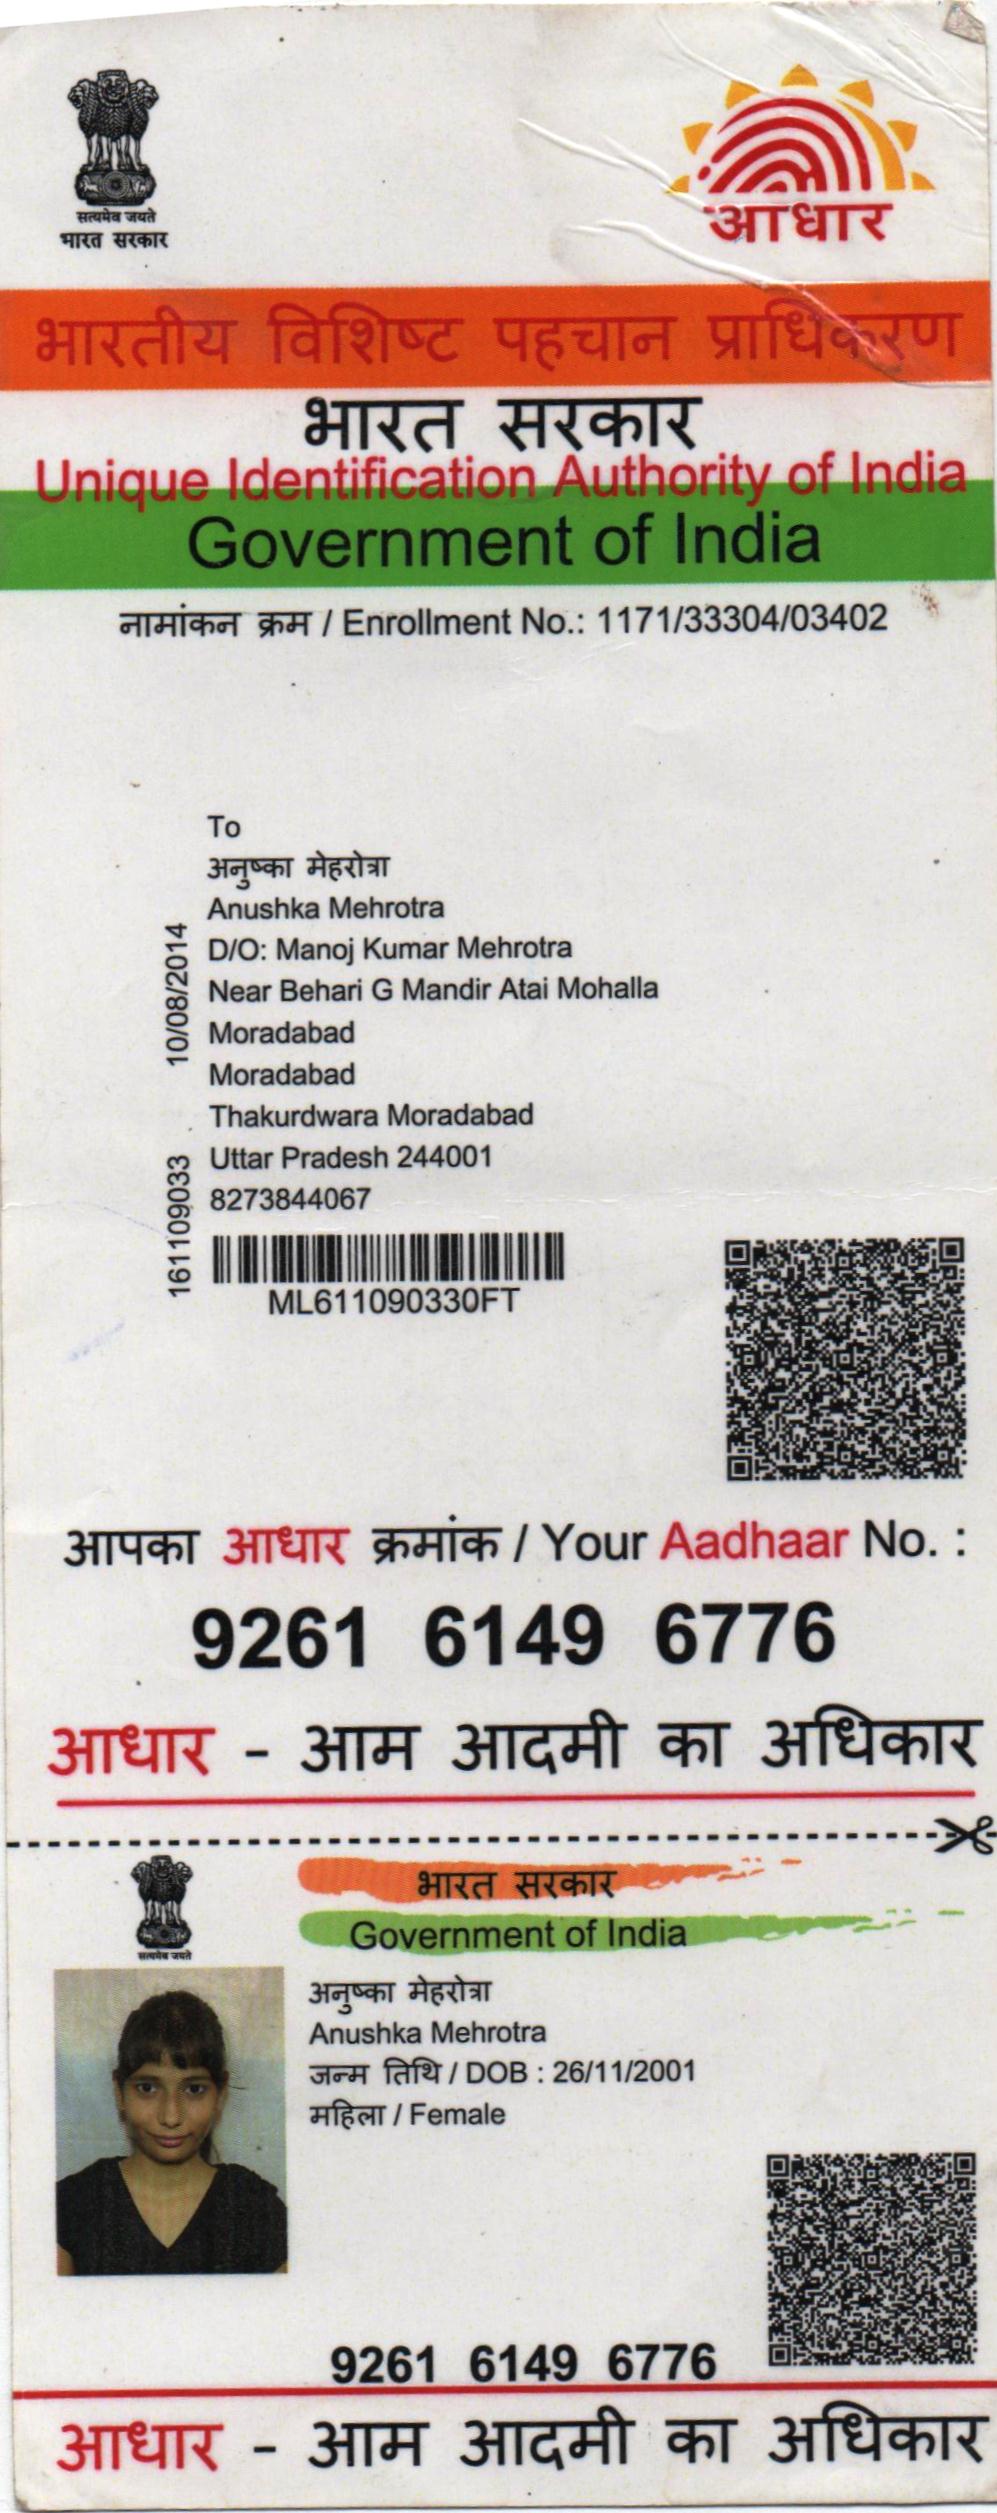 सत्यमेव जयते
भारत सरकार
आधार
भारतीय विशिष्ट पहचान प्राधिकरण
भारत सरकार
Unique Identification Authority of India
Government of India
नामांकन क्रम / Enrollment No.: 1171/33304/03402
To
अनुष्का मेहरोत्रा
Anushka Mehrotra
D/O: Manoj Kumar Mehrotra
Near Behari G Mandir Atai Mohalla
Moradabad
Moradabad
Thakurdwara Moradabad
Uttar Pradesh 244001
8273844067
10/08/2014
161109033
ML611090330FT
आपका आधार क्रमांक / Your Aadhaar No. :
9261 6149 6776
आधार - आम आदमी का अधिकार
सत्यमेव जयते
भारत सरकार
Government of India
अनुष्का मेहरोत्रा
Anushka Mehrotra
जन्म तिथि / DOB : 26/11/2001
महिला / Female
9261 6149 6776
आधार - आम आदमी का अधिकार